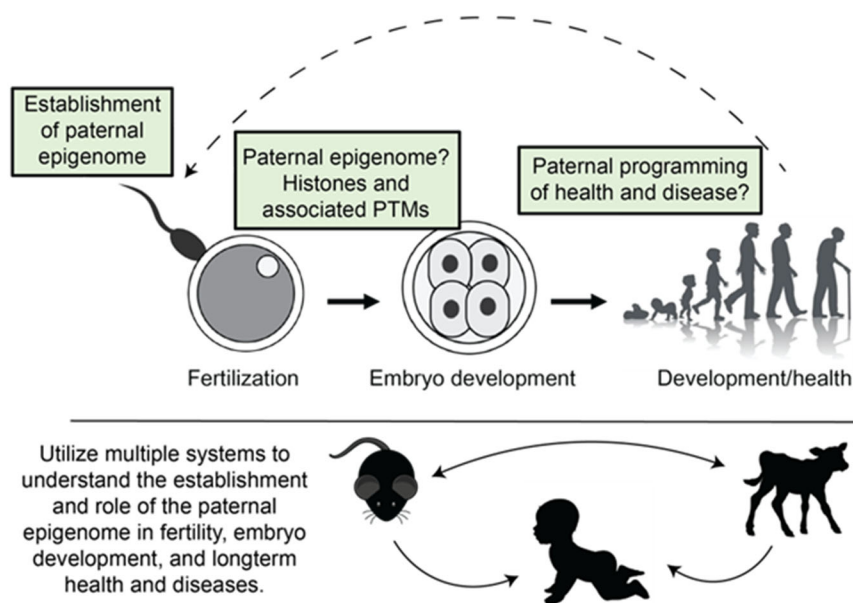 Establishment
of paternal
epigenome
Paternal epigenome?
Histones and
associated PTMs
Paternal programming
of health and disease?
Fertilization
Embryo development
Development/health
Utilize multiple systems to
understand the establishment
and role of the paternal
epigenome in fertility, embryo
development, and longterm
health and diseases.